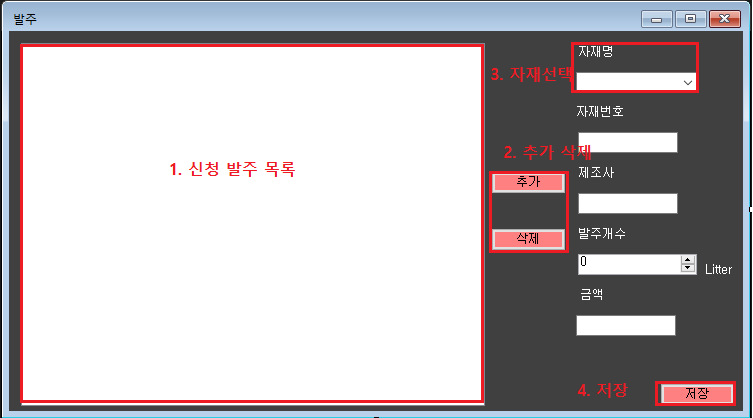 발주
1. 신청 발주 목록
3. 자재선택
자재명
자재번호
2. 추가 삭제
추가
제조사
삭제
발주개수
0
Litter
금액
4. 저장
저장